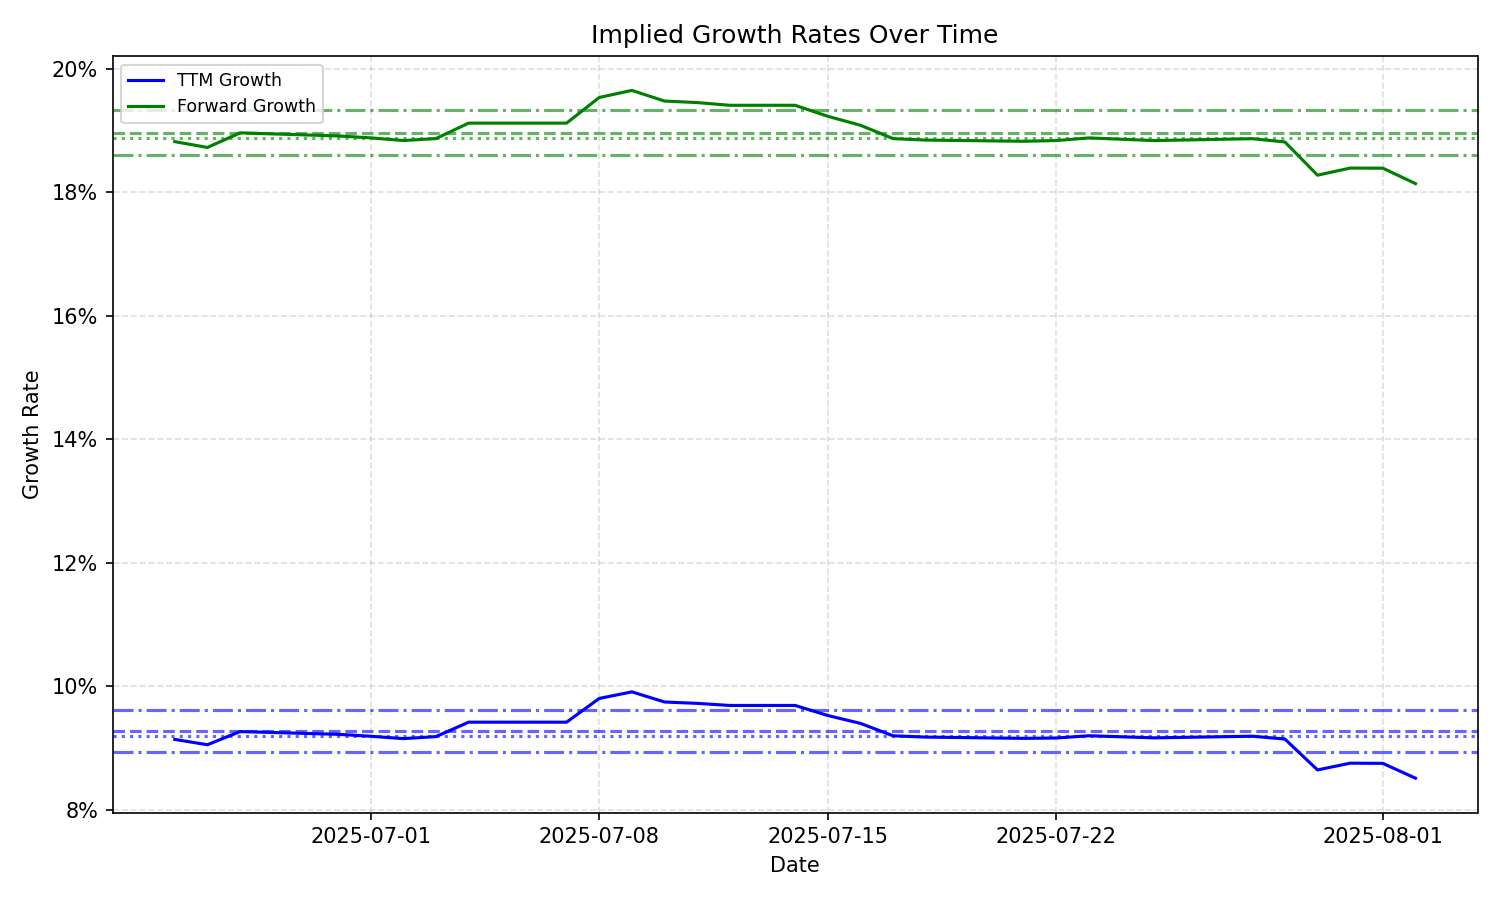 Implied Growth Rates Over Time
TTM Growth
Forward Growth
20%
18%
16%
14%
12%
10%
8%
Growth Rate
2025-07-01
2025-07-08
2025-07-15
2025-07-22
2025-08-01
Date